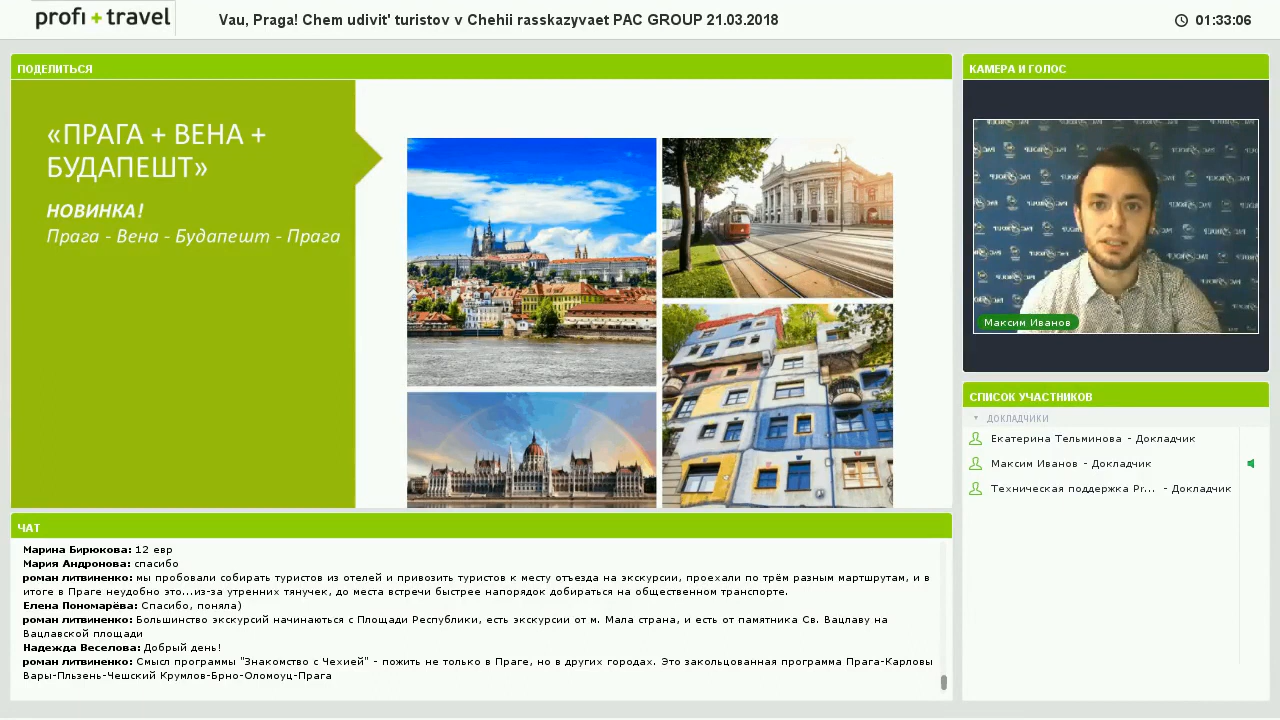 profi + travel
Vau, Praga! Chem udivit' turistov v Chehii rasskazyvaet PAC GROUP 21.03.2018
01:33:06
ПОДЕЛИТЬСЯ
«ПРАГА + ВЕНА +
БУДАПЕШТ»
НОВИНКА!
Прага - Вена - Будапешт - Прага
КАМЕРА И ГОЛОС
Максим Иванов
СПИСОК УЧАСТНИКОВ
ДОКЛАДЧИКИ
Екатерина Тельминова - Докладчик
Максим Иванов - Докладчик
Техническая поддержка Pr... - Докладчик
ЧАТ
Марина Бирюкова: 12 евр
Мария Андронова: спасибо
роман литвиненко: мы пробовали собирать туристов из отелей и привозить туристов к месту отъезда на экскурсии, проехали по трём разным мартшрутам, и в
итоге в Праге неудобно это...из-за утренних тянучек, до места встречи быстрее напорядок добираться на общественном транспорте.
Елена Пономарёва: Спасибо, поняла)
роман литвиненко: Большинство экскурсий начинаються с Площади Республики, есть экскурсии от м. Мала страна, и есть от памятника Св. Вацлаву на
Вацлавской площади
Надежда Веселова: Добрый день!
роман литвиненко: Смысл программы "Знакомство с Чехией" - пожить не только в Праге, но в других городах. Это закольцованная программа Прага-Карловы
Вары-Пльзень-Чешский Крумлов-Брно-Оломоуц-Прага